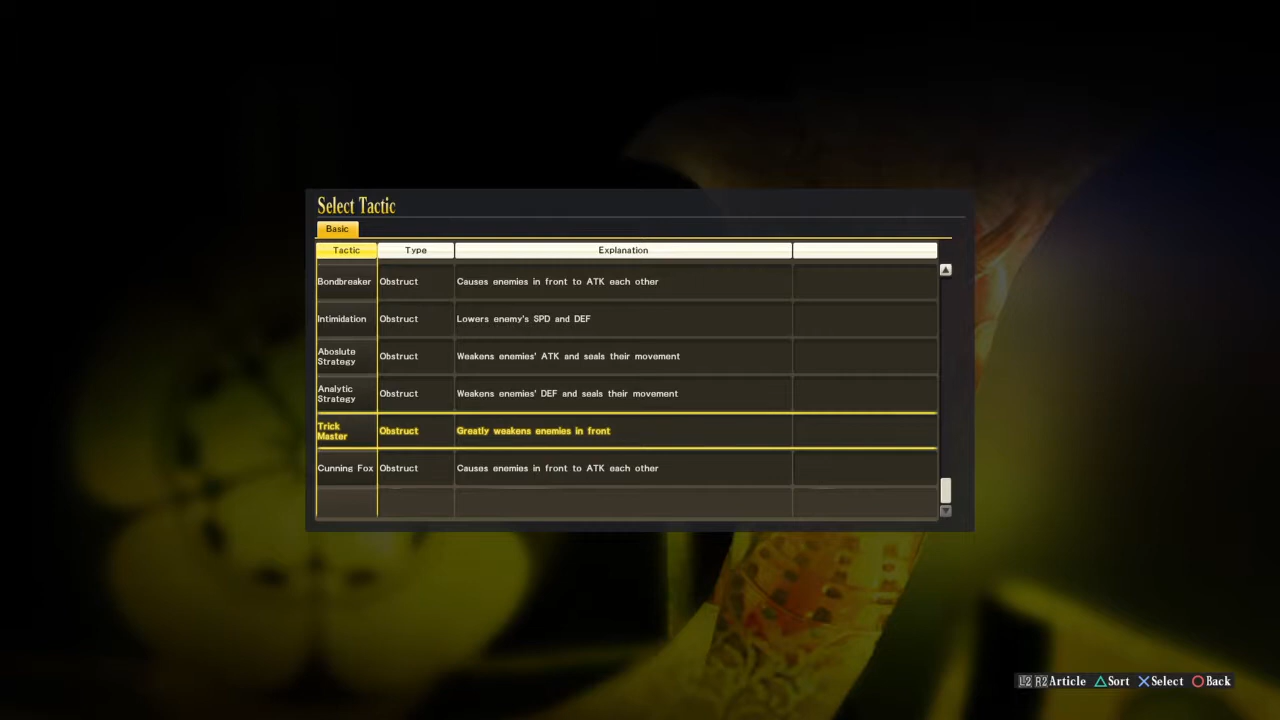 Select Tactic
Basic
Tactic Type Explanation
Bondbreaker Obstruct Causes enemies in front to ATK each other
Intimidation Obstruct Lowers enemy's SPD and DEF
Aboslute
Strategy Obstruct Weakens enemies' ATK and seals their movement
Analytic
Strategy Obstruct Weakens enemies' DEF and seals their movement
Trick
Master Obstruct Greatly weakens enemies in front
Cunning Fox Obstruct Causes enemies in front to ATK each other
L2 R2 Article Sort Select Back